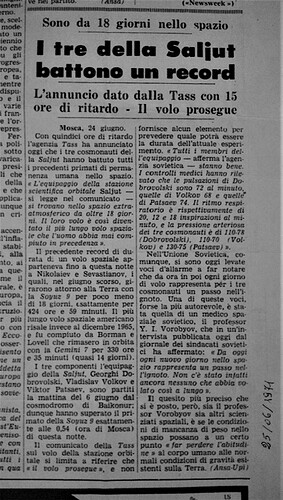 ve nel partito. (Ansa)
(«Newsweek»)
Sono da 18 giorni nello spazio
I tre della Saljut
battono un record
L'annuncio dato dalla Tass con 15
ore di ritardo - Il volo prosegue
Mosca, 24 giugno.
Con quindici ore di ritardo
l'agenzia Tass ha annunciato
oggi che i tre cosmonauti del-
la Saljut hanno battuto tutti
i precedenti primati di perma-
nenza umana nello spazio.
« L'equipaggio della stazione
scientifica orbitale Saljut —
si legge nel comunicato — si
si trovano nello spazio extra-
atmosferico da oltre 18 gior-
ni. Il loro volo è così diventa-
to il più lungo volo spazia-
le che l'uomo abbia mai com-
piuto in precedenza ».
Il precedente record di du-
rata di un volo spaziale ap-
parteneva fino a questa notte
a Nikolaiev e Sevastianov, i
quali, nel giugno scorso, gi-
rarono attorno alla Terra con
la Soyuz 9 per poco meno
di 18 giorni, esattamente per
424 ore e 59 minuti. Il più
lungo volo spaziale americano
risale invece al dicembre 1965,
e fu compiuto da Borman e
Lovell che rimasero in orbita
con la Gemini 7 per 330 ore
e 35 minuti (quasi 14 giorni).
I tre componenti l'equipag-
gio della Saljut, Georghi Do-
brovolski, Vladislav Volkov e
Viktor Patsaev, sono partiti
la mattina del 6 giugno dal
cosmodromo di Baikonur:
dunque hanno superato il pri-
mato della Soyuz 9 esattamen-
te alle 0,54 (ora di Mosca)
di questa notte.
Il comunicato della Tass
sul volo della stazione orbi-
tale si limita a riferire che
« il volo prosegue », e non
fornisce alcun elemento per
prevedere quale potrà essere
la durata dell'attuale esperi-
mento. « Tutti i membri del-
l'equipaggio — afferma l'agen-
zia sovietica — stanno bene.
I controlli medici hanno rile-
vato che le pulsazioni di Do-
brovolski sono 72 al minuto,
quelle di Volkov 68 e quelle
di Patsaev 74. Il ritmo respi-
ratorio è rispettivamente di
20, 12 e 18 inspirazioni al mi-
nuto, e la pressione arteriosa
dei tre cosmonauti è di 110-78
(Dobrovolski), 110-70 (Vol-
kov) e 130-75 (Patsaev) ».
Nell'Unione Sovietica, co-
munque, si sono oggi levate
voci d'allarme a far notare
che da ora in poi ogni giorno
di volo rappresenta per i tre
cosmonauti un passo nell'i-
gnoto. Una di queste voci,
forse la più autorevole, è sta-
ta quella di un medico spa-
ziale sovietico, il professor
Y. I. Vorobyov, che in un'in-
tervista pubblicata oggi dal
giornale dei sindacati sovieti-
ci ha affermato: « Da oggi
ogni nuovo giorno nello spa-
zio rappresenta un passo nel-
l'ignoto. Non c'è stato infatti
ancora nessuno che abbia vo-
lato così a lungo ».
Il quesito più preciso che
si è posto, però, sia il profes-
sor Vorobyov sia altri scien-
ziati spaziali, è se le condizio-
ni di mancanza di peso nello
spazio possano a un certo
punto « far perdere l'abitudi-
ne » al corpo umano alle nor-
mali condizioni di gravità esi-
stenti sulla Terra. (Ansa-Upi)
25/06/1971